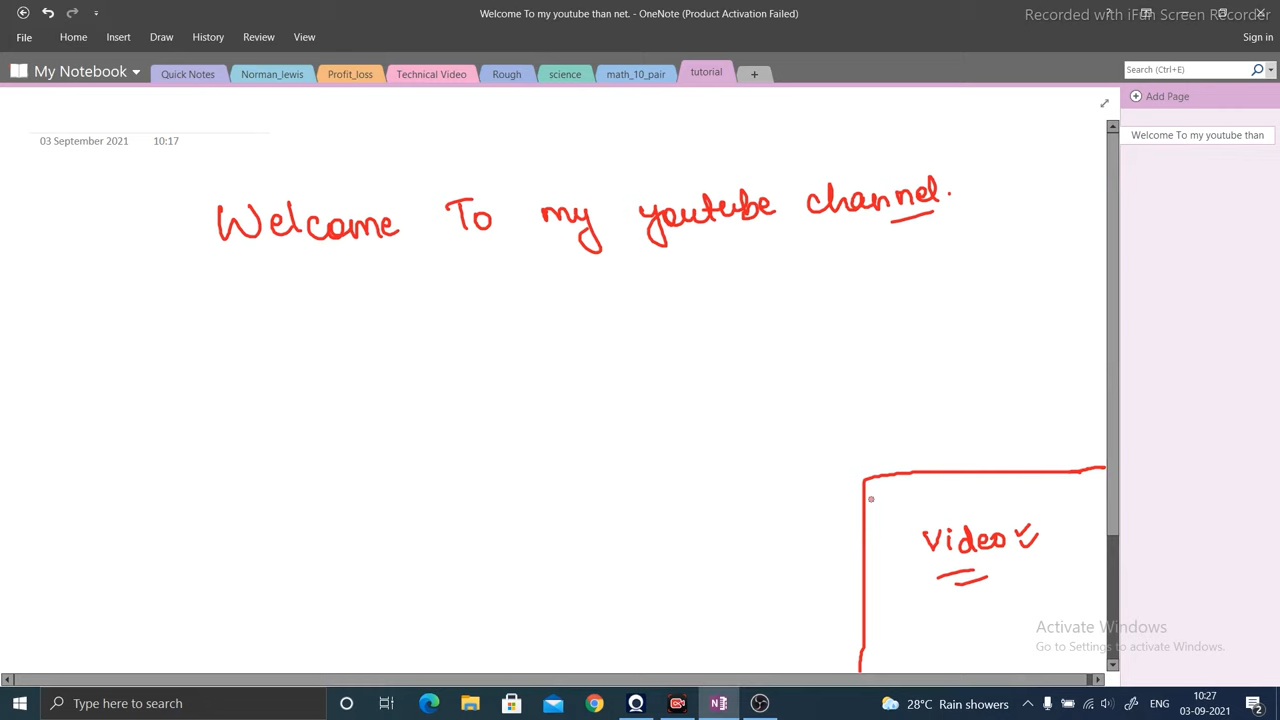 Welcome To my youtube than net. - OneNote (Product Activation Failed)
Recorded with iFun Screen Recorder
File Home Insert Draw History Review View
Sign in
My Notebook Quick Notes Norman_lewis Profit_loss Technical Video Rough science math_10_pair tutorial
Search (Ctrl+E)
Add Page
03 September 2021 10:17
Welcome To my youtube than
Welcome To my youtube channel.
Video
Activate Windows
Go to Settings to activate Windows.
Type here to search
28°C Rain showers
ENG
10:27
03-09-2021
2